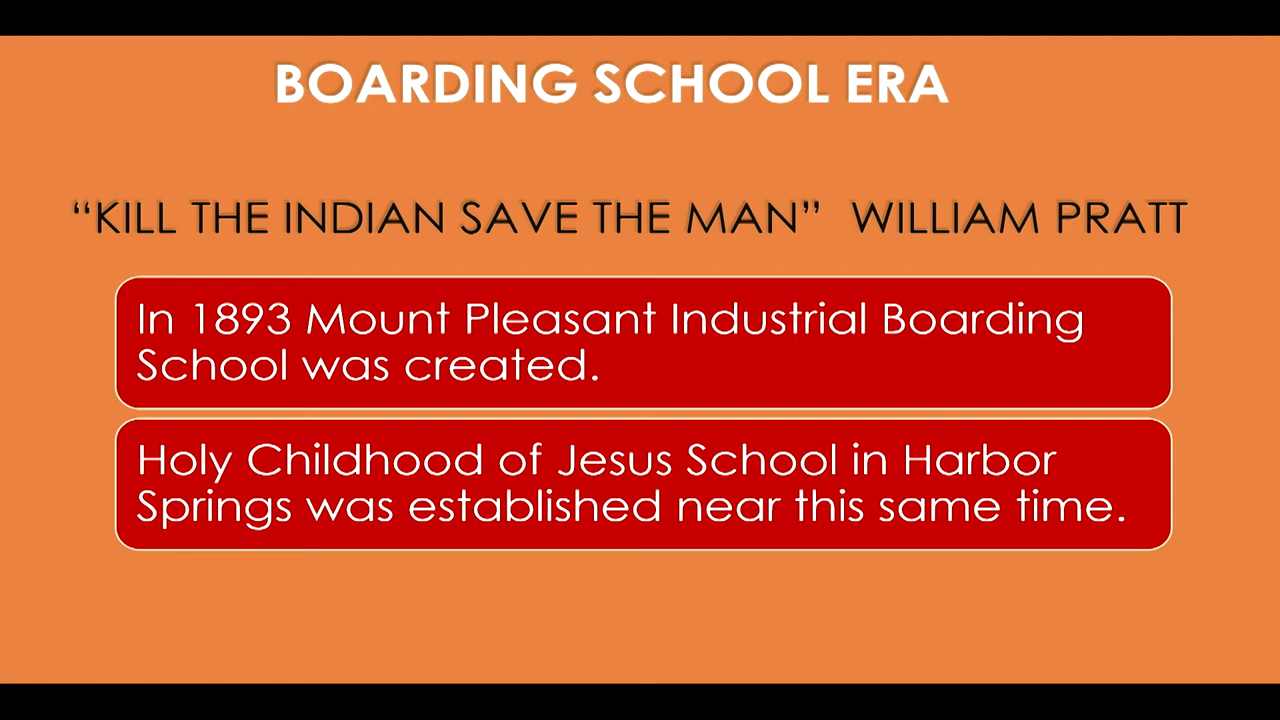 BOARDING SCHOOL ERA
“KILL THE INDIAN SAVE THE MAN” WILLIAM PRATT
In 1893 Mount Pleasant Industrial Boarding
School was created.
Holy Childhood of Jesus School in Harbor
Springs was established near this same time.